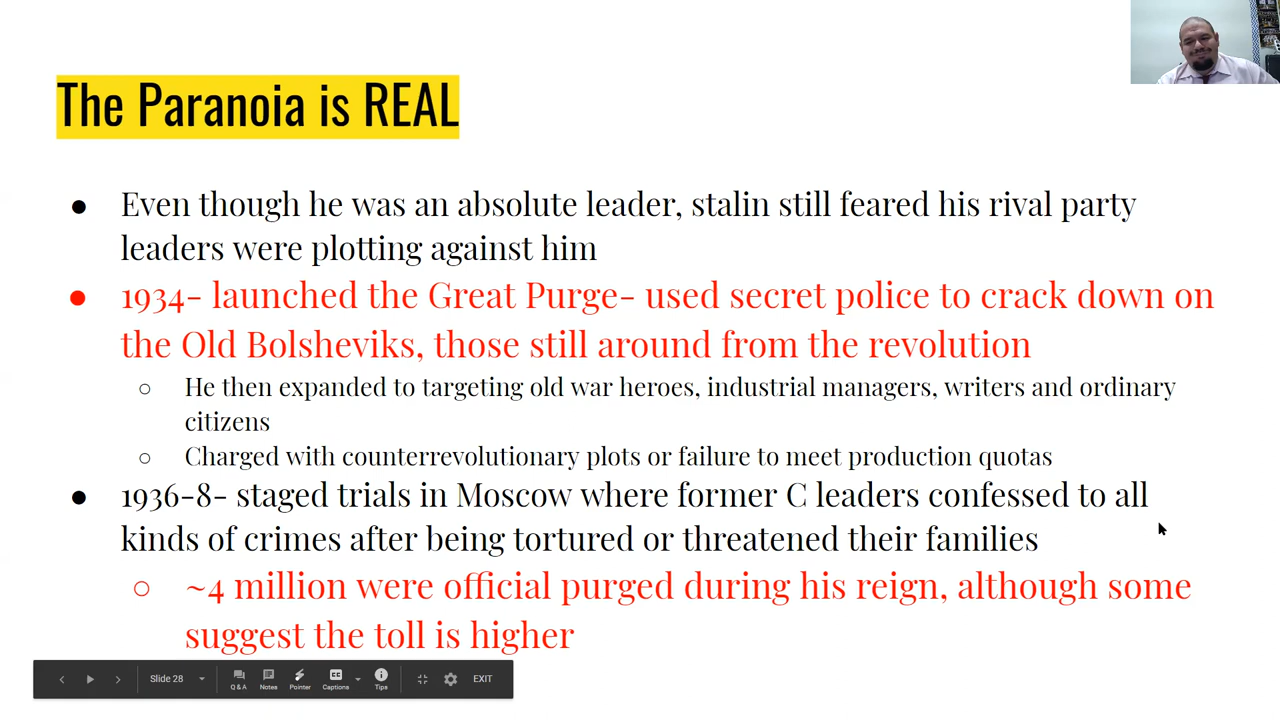 The Paranoia is REAL
● Even though he was an absolute leader, stalin still feared his rival party
leaders were plotting against him
● 1934- launched the Great Purge- used secret police to crack down on
the Old Bolsheviks, those still around from the revolution
○ He then expanded to targeting old war heroes, industrial managers, writers and ordinary
citizens
○ Charged with counterrevolutionary plots or failure to meet production quotas
● 1936-8- staged trials in Moscow where former C leaders confessed to all
kinds of crimes after being tortured or threatened their families
○ ~4 million were official purged during his reign, although some
suggest the toll is higher
Slide 28 Q&A Notes Pointer Captions Tips EXIT